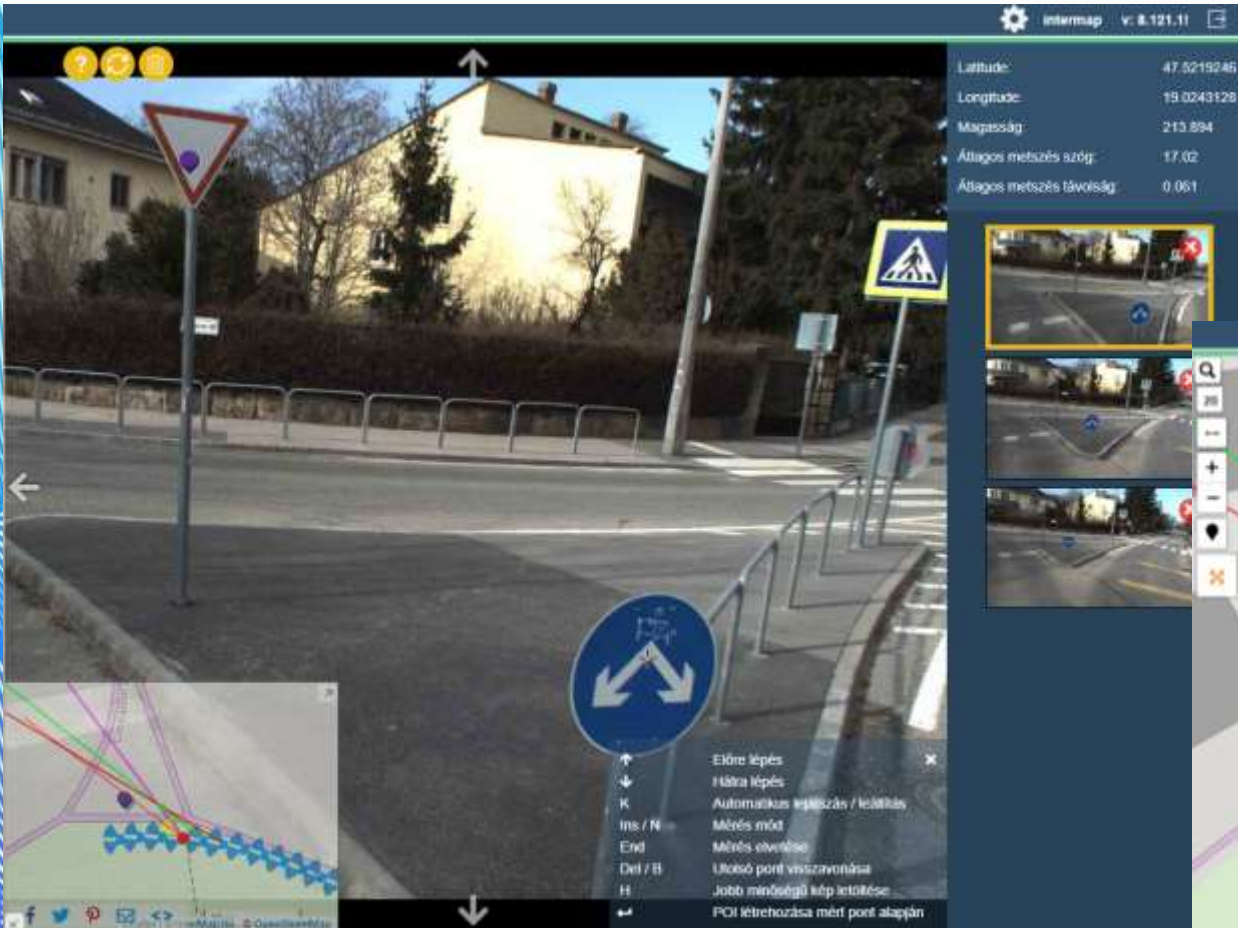 intermap v: 8.121.1!
Latitude: 47.5219246
Longitude: 19.0243128
Magasság: 213.894
Átlagos metszés szög: 17.02
Átlagos metszés távolság: 0.061
?
20
↑ Előre lépés
↓ Hátra lépés
K Automatikus lejátszás / leállítás
Ins / N Mérés mód
End Mérés elvetése
Del / B Utolsó pont visszavonása
H Jobb minőségű kép letöltése
POI létrehozása mért pont alapján
© OpenStreetMap